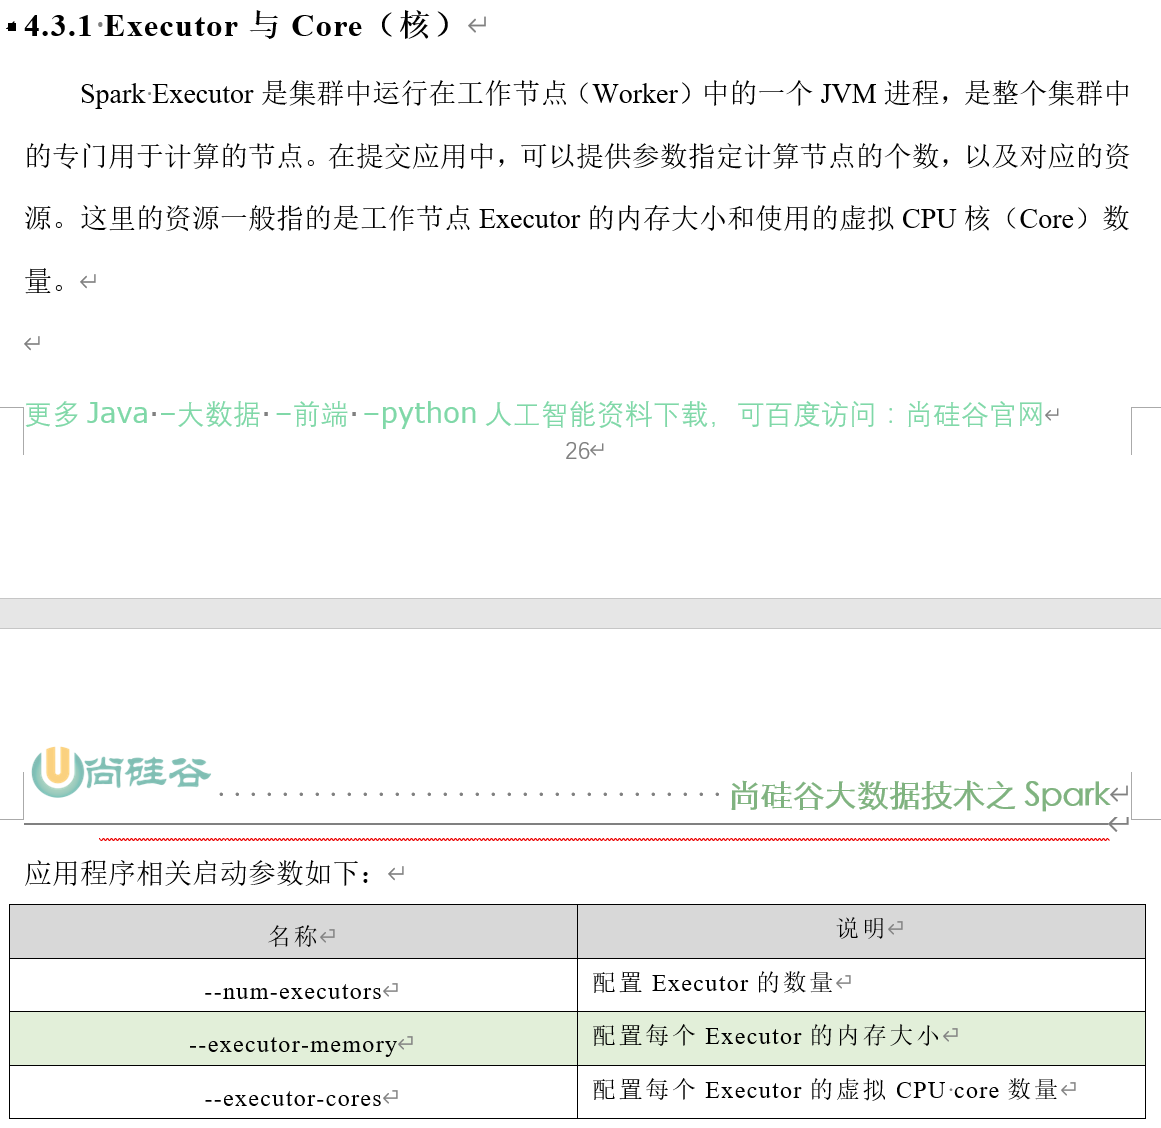 4.3.1 Executor 与 Core（核）
Spark Executor 是集群中运行在工作节点（Worker）中的一个 JVM 进程，是整个集群中
的专门用于计算的节点。在提交应用中，可以提供参数指定计算节点的个数，以及对应的资
源。这里的资源一般指的是工作节点 Executor 的内存大小和使用的虚拟 CPU 核（Core）数
量。
更多 Java –大数据 –前端 –python 人工智能资料下载，可百度访问：尚硅谷官网
26
尚硅谷
尚硅谷大数据技术之 Spark
应用程序相关启动参数如下：
名称 说明
--num-executors 配置 Executor 的数量
--executor-memory 配置每个 Executor 的内存大小
--executor-cores 配置每个 Executor 的虚拟 CPU core 数量